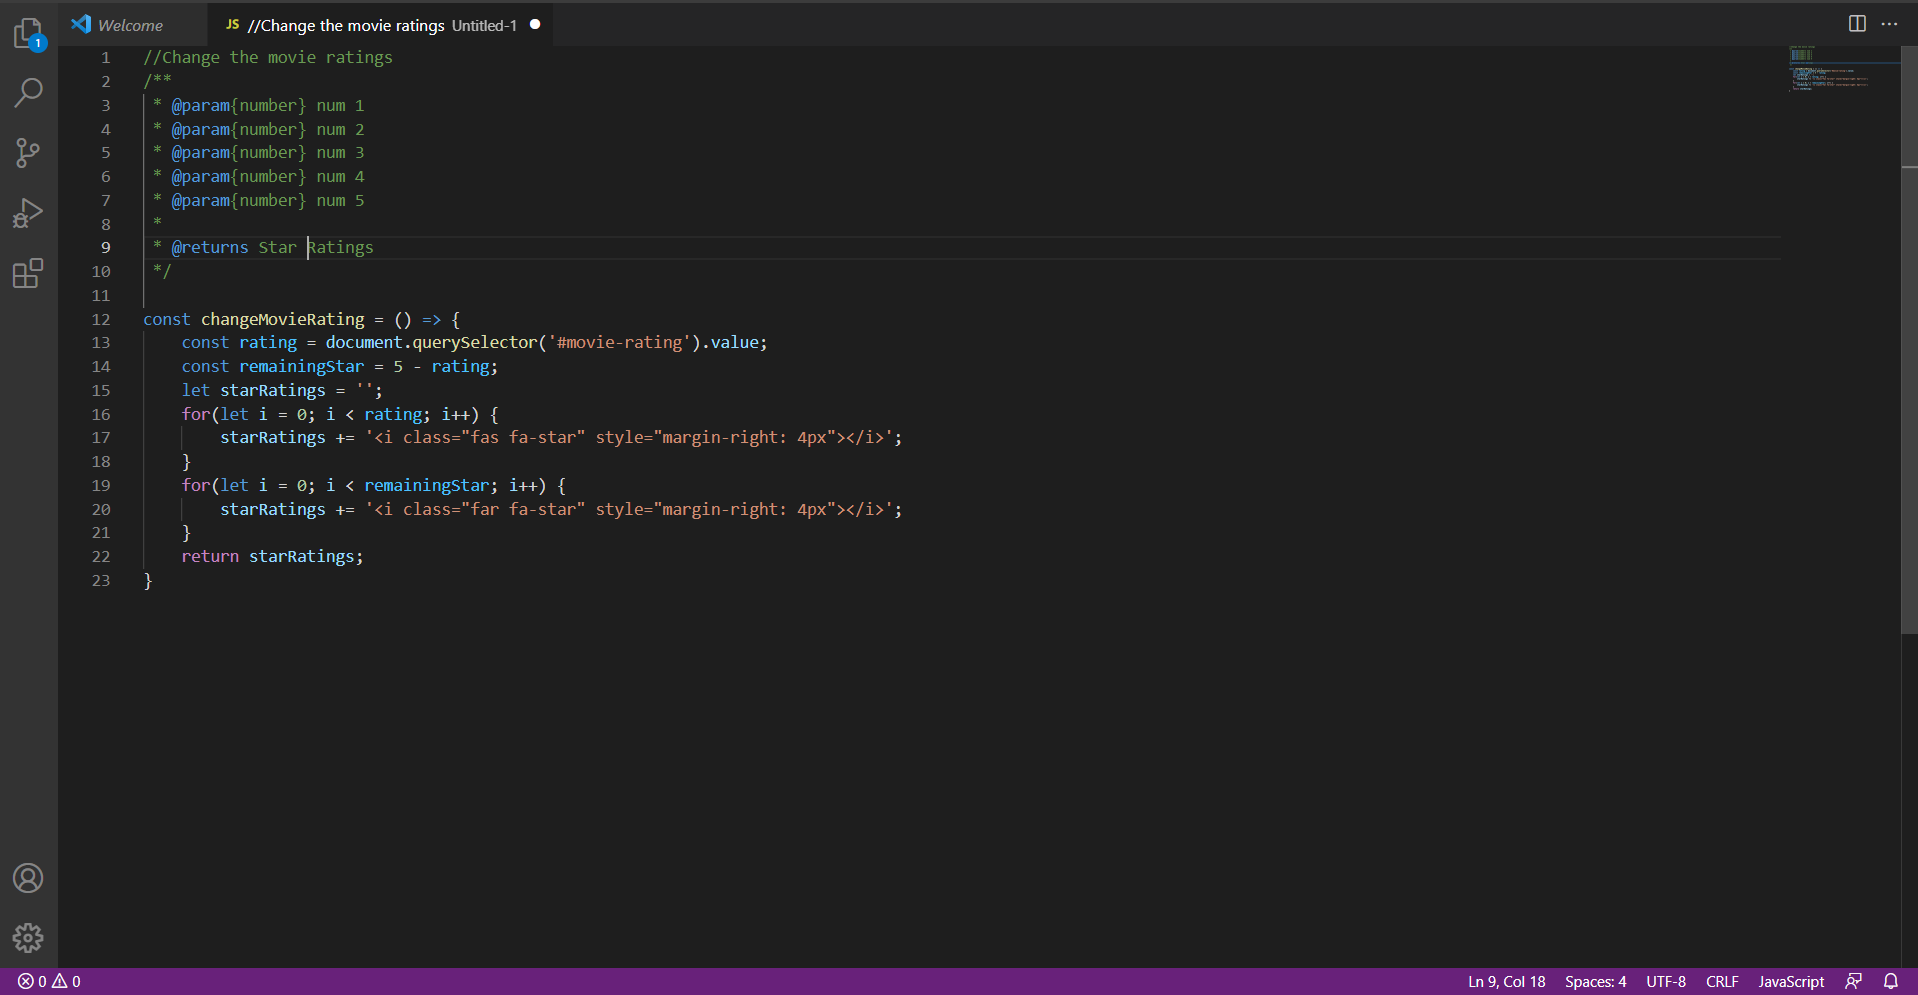 1
Welcome
JS //Change the movie ratings Untitled-1
1 //Change the movie ratings
2 /**
3  * @param{number} num 1
4  * @param{number} num 2
5  * @param{number} num 3
6  * @param{number} num 4
7  * @param{number} num 5
8  *
9  * @returns Star Ratings
10  */
11
12 const changeMovieRating = () => {
13     const rating = document.querySelector('#movie-rating').value;
14     const remainingStar = 5 - rating;
15     let starRatings = '';
16     for(let i = 0; i < rating; i++) {
17         starRatings += '<i class="fas fa-star" style="margin-right: 4px"></i>';
18     }
19     for(let i = 0; i < remainingStar; i++) {
20         starRatings += '<i class="far fa-star" style="margin-right: 4px"></i>';
21     }
22     return starRatings;
23 }
0 0 Ln 9, Col 18 Spaces: 4 UTF-8 CRLF JavaScript